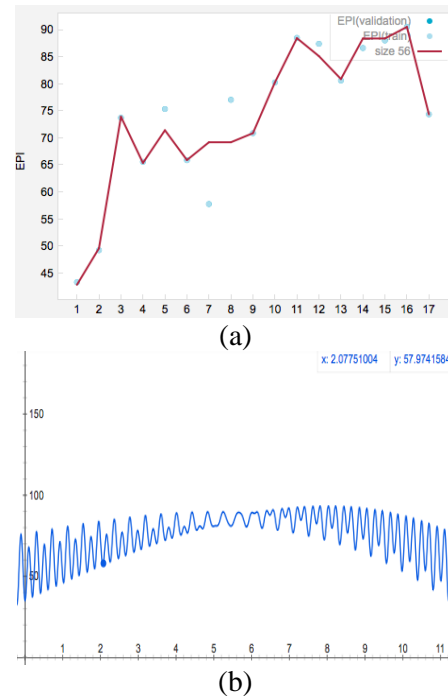 EPI(validation)
EPI(train)
size 56
90
85
80
75
70
65
60
55
50
45
EPI
1 2 3 4 5 6 7 8 9 10 11 12 13 14 15 16 17
(a)
x: 2.07751004 y: 57.9741584
150
100
50
1 2 3 4 5 6 7 8 9 10 11
(b)